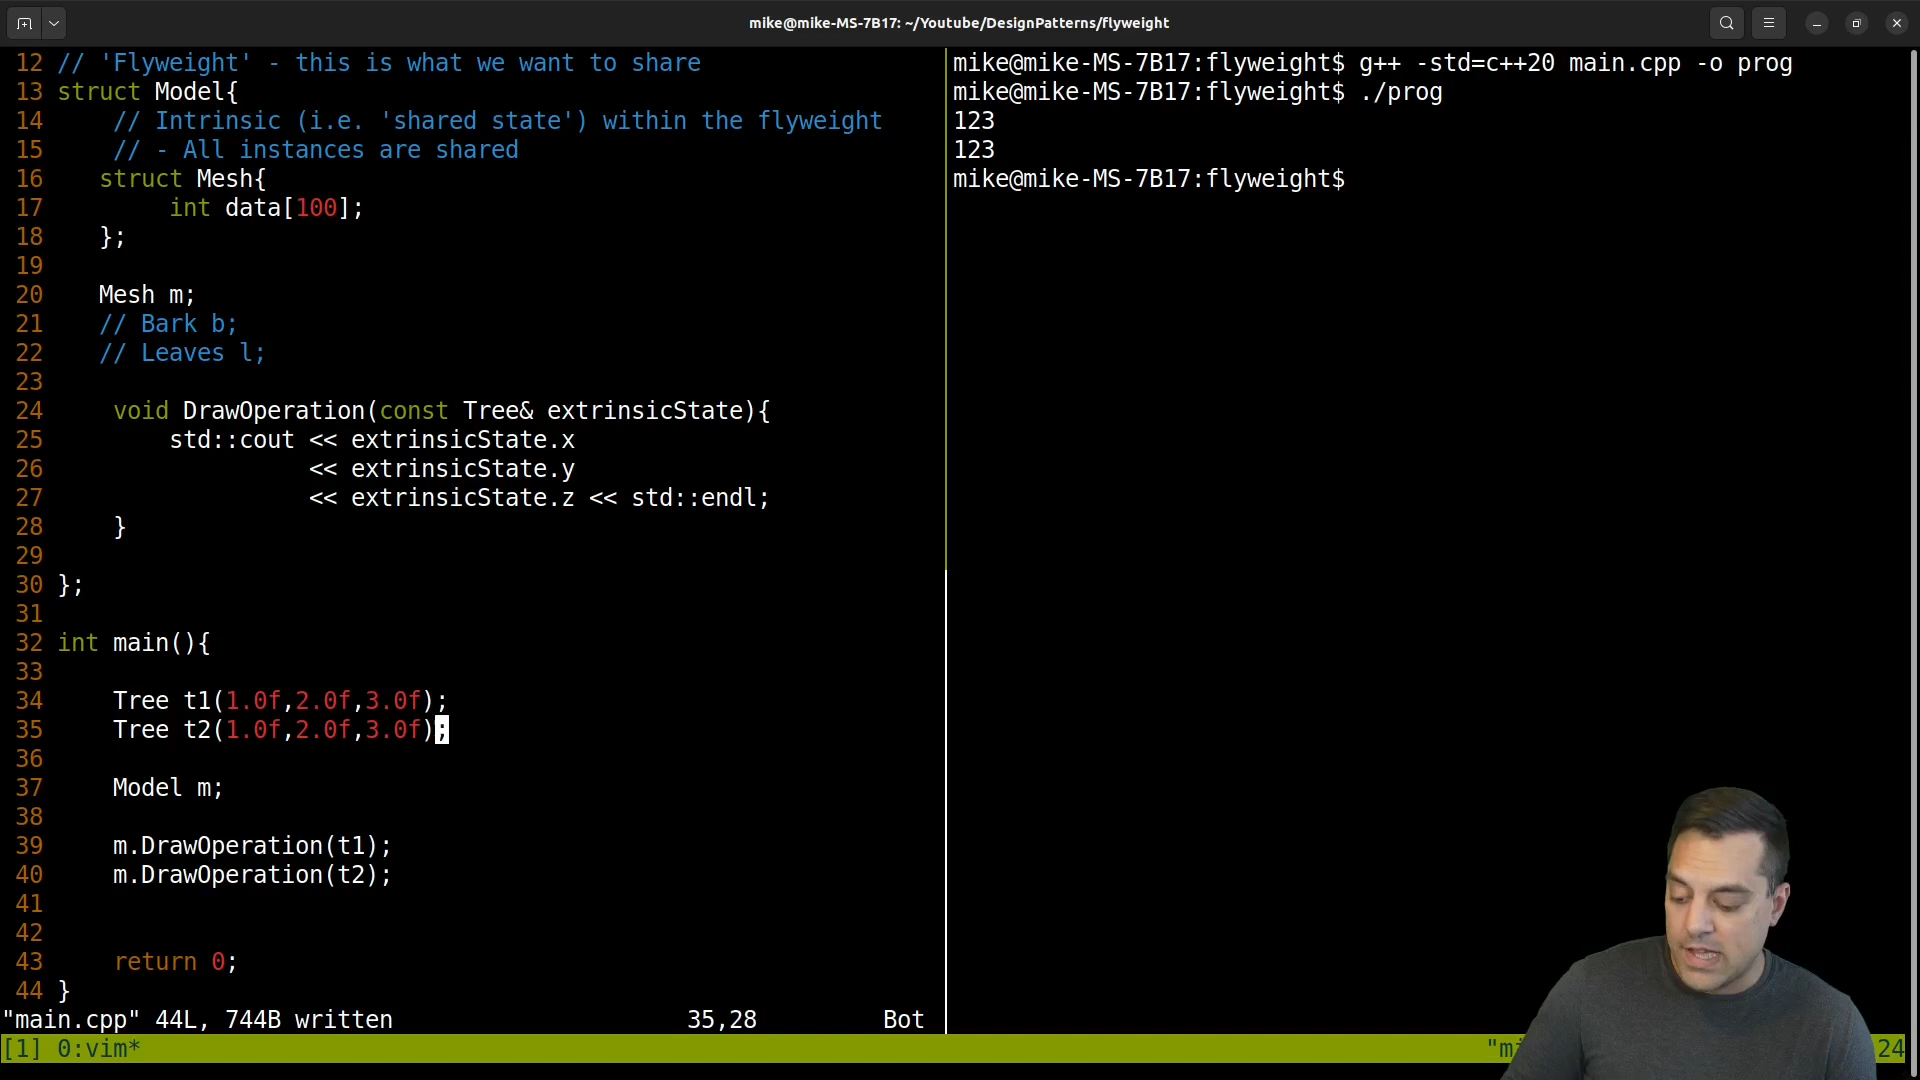 mike@mike-MS-7B17: ~/Youtube/DesignPatterns/flyweight
12 // 'Flyweight' - this is what we want to share
13 struct Model{
14     // Intrinsic (i.e. 'shared state') within the flyweight
15     // - All instances are shared
16    struct Mesh{
17         int data[100];
18    };
19
20    Mesh m;
21    // Bark b;
22    // Leaves l;
23
24     void DrawOperation(const Tree& extrinsicState){
25         std::cout << extrinsicState.x
26                   << extrinsicState.y
27                   << extrinsicState.z << std::endl;
28     }
29
30 };
31
32 int main(){
33
34     Tree t1(1.0f,2.0f,3.0f);
35     Tree t2(1.0f,2.0f,3.0f);
36
37     Model m;
38
39     m.DrawOperation(t1);
40     m.DrawOperation(t2);
41
42
43     return 0;
44 }
"main.cpp" 44L, 744B written 35,28 Bot
mike@mike-MS-7B17:flyweight$ g++ -std=c++20 main.cpp -o prog
mike@mike-MS-7B17:flyweight$ ./prog
123
123
mike@mike-MS-7B17:flyweight$
[1] 0:vim* 24